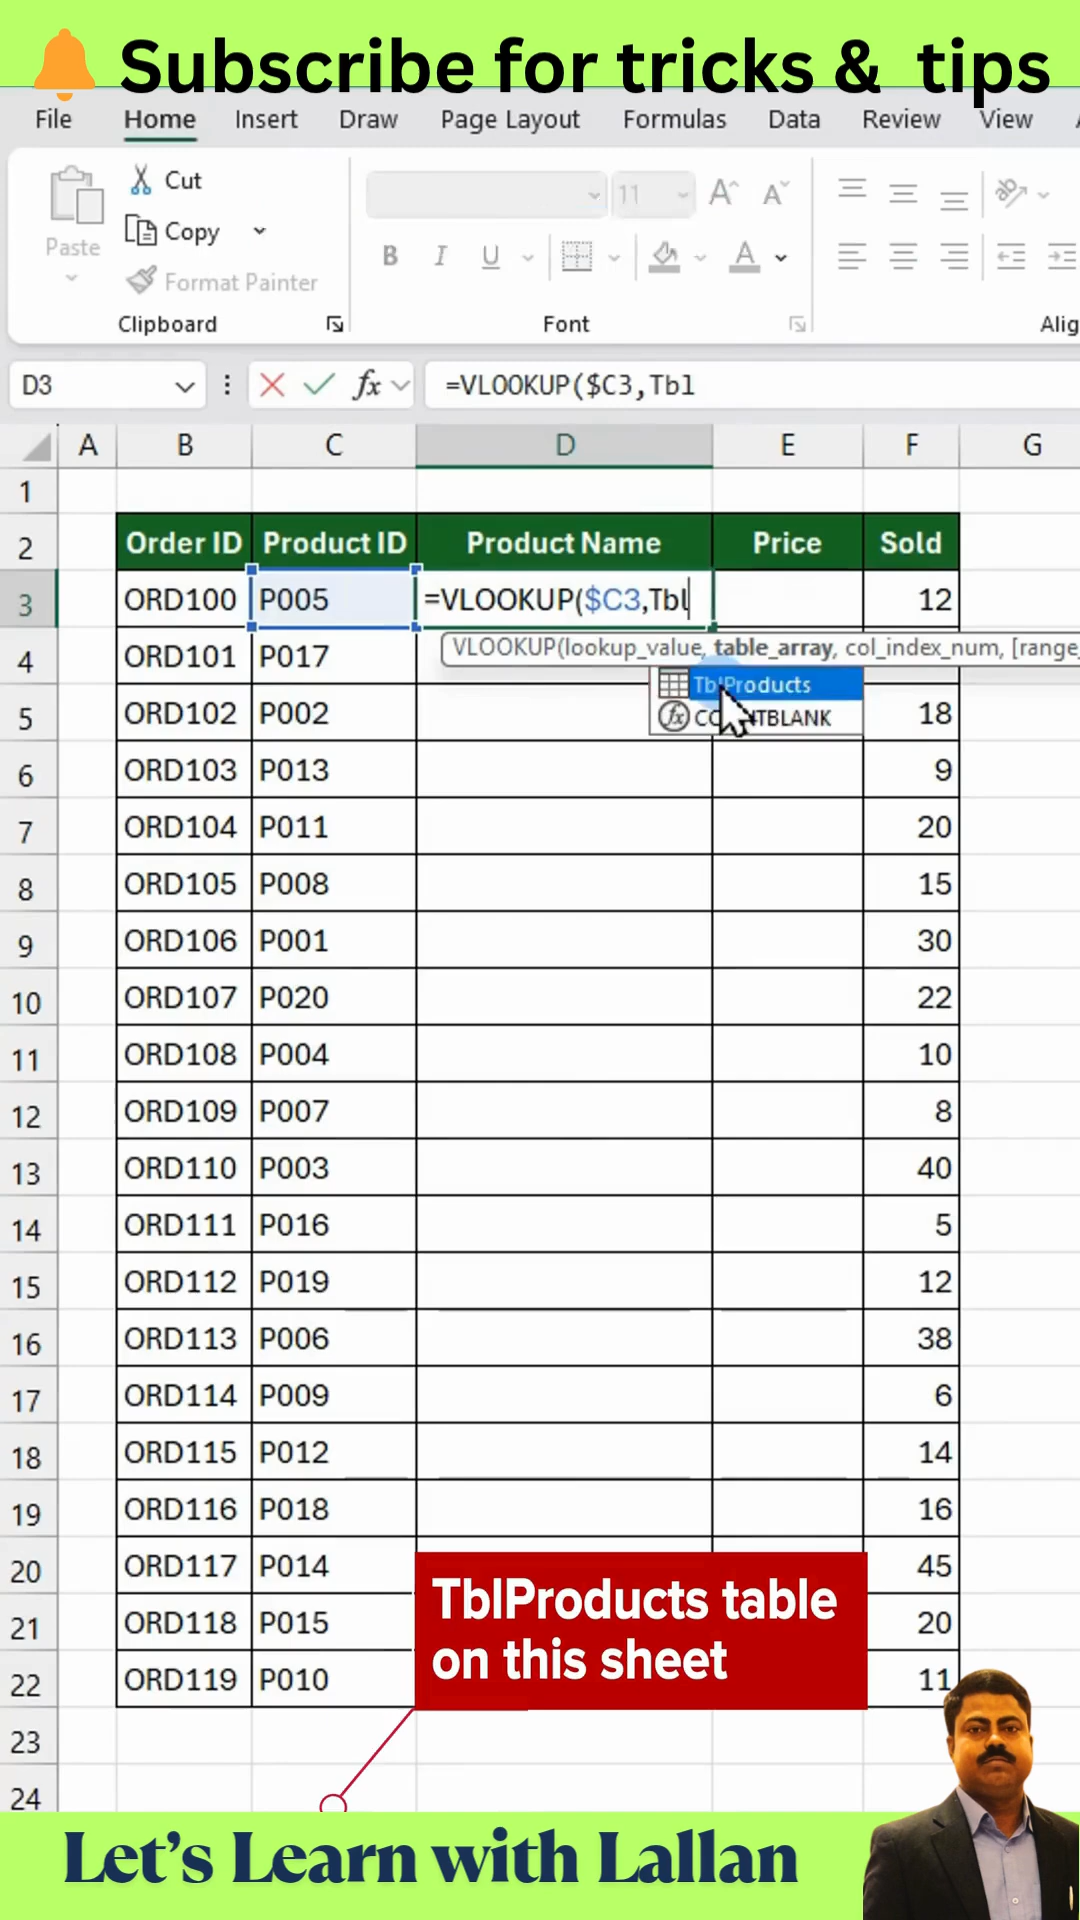 Subscribe for tricks & tips
File Home Insert Draw Page Layout Formulas Data Review View
Cut
Copy
Paste
Format Painter
Clipboard
11
B I U
Font
Alig
D3 fx =VLOOKUP($C3,Tbl
A B C D E F G
1
2 Order ID Product ID Product Name Price Sold
3 ORD100 P005 =VLOOKUP($C3,Tbl 12
VLOOKUP(lookup_value, table_array, col_index_num, [range_
4 ORD101 P017
TblProducts
5 ORD102 P002 18
6 ORD103 P013 9
7 ORD104 P011 20
8 ORD105 P008 15
9 ORD106 P001 30
10 ORD107 P020 22
11 ORD108 P004 10
12 ORD109 P007 8
13 ORD110 P003 40
14 ORD111 P016 5
15 ORD112 P019 12
16 ORD113 P006 38
17 ORD114 P009 6
18 ORD115 P012 14
19 ORD116 P018 16
20 ORD117 P014 45
21 ORD118 P015 20
22 ORD119 P010 11
TblProducts table
on this sheet
23
24
Let's Learn with Lallan